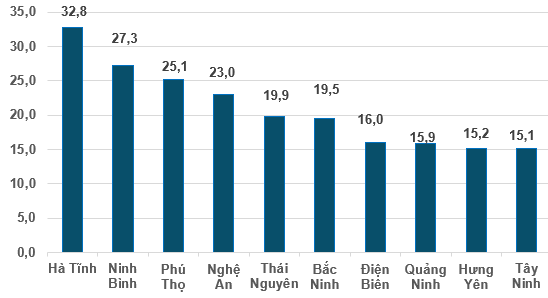 35,0
30,0
25,0
20,0
15,0
10,0
5,0
0,0
32,8
27,3
25,1
23,0
19,9
19,5
16,0
15,9
15,2
15,1
Hà Tĩnh
Ninh
Bình
Phú
Thọ
Nghệ
An
Thái
Nguyên
Bắc
Ninh
Điện
Biên
Quảng
Ninh
Hưng
Yên
Tây
Ninh